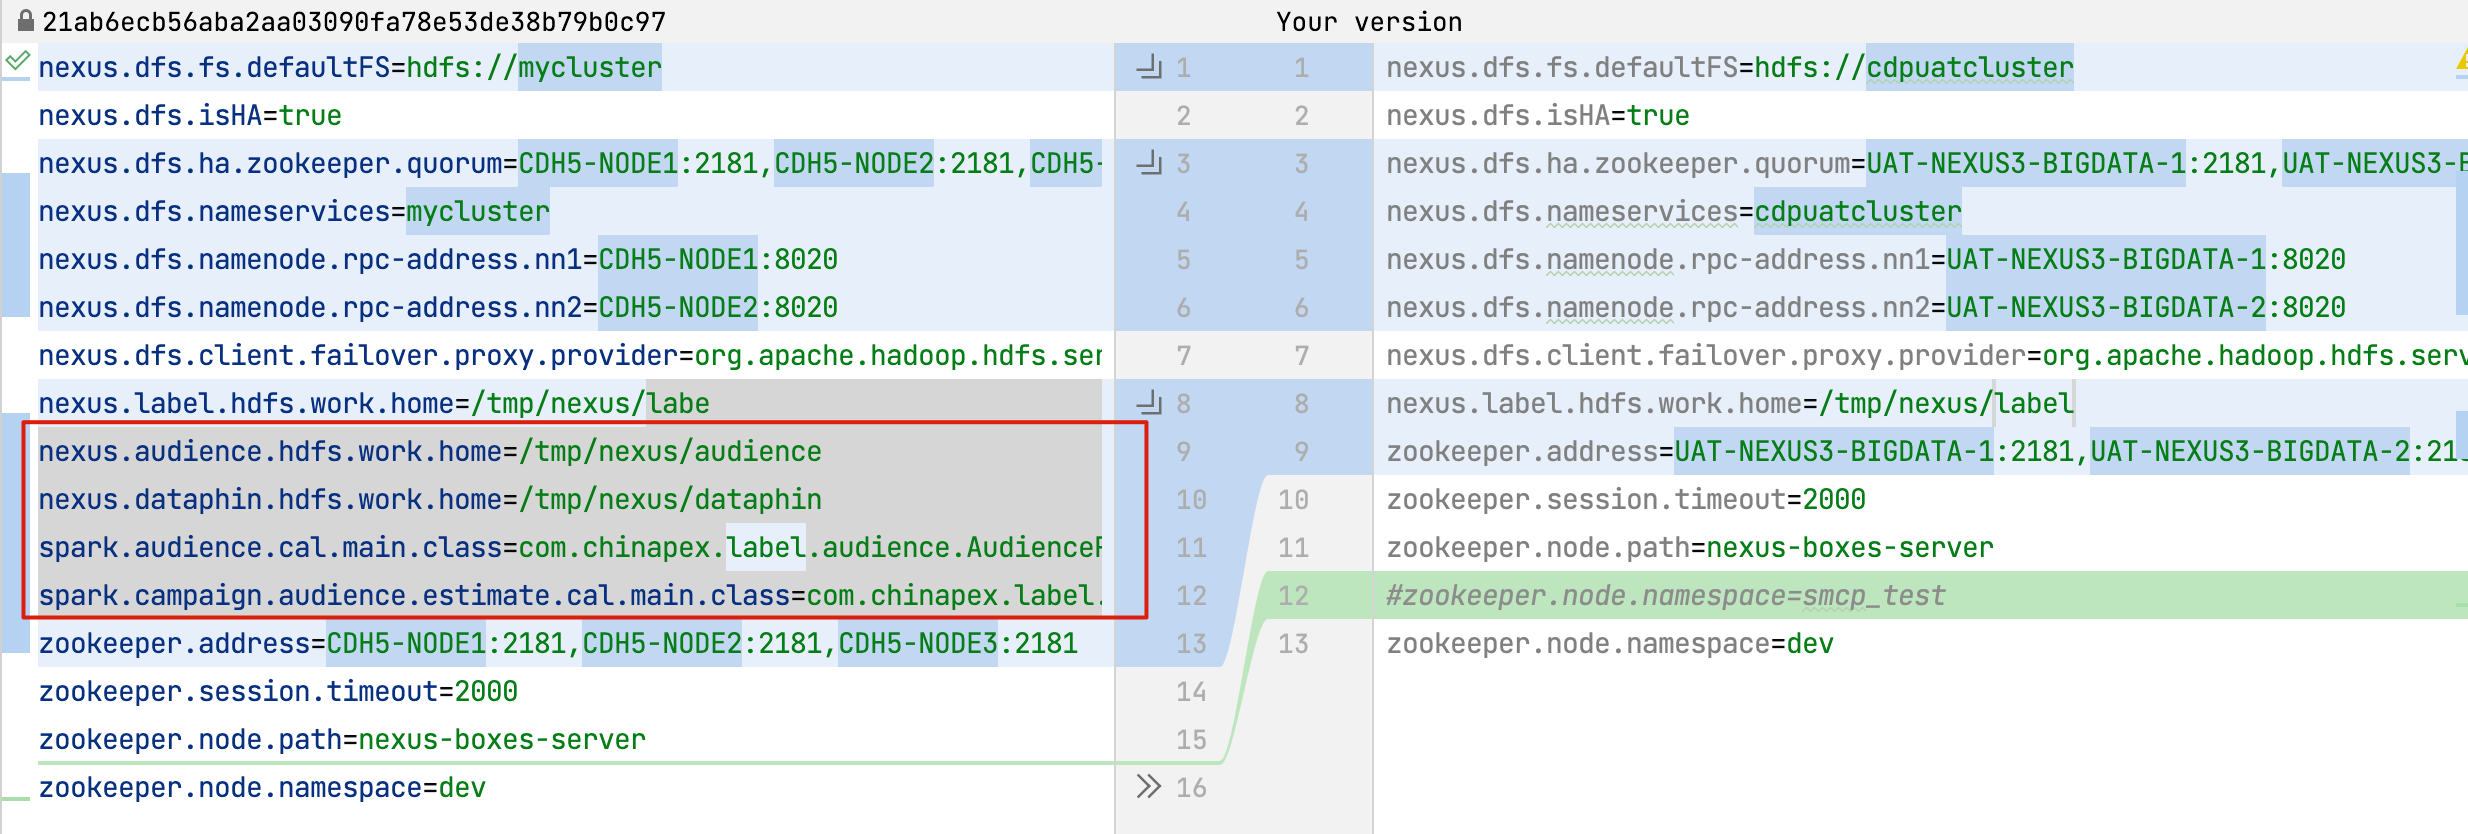 21ab6ecb56aba2aa03090fa78e53de38b79b0c97
Your version
nexus.dfs.fs.defaultFS=hdfs://mycluster
nexus.dfs.isHA=true
nexus.dfs.ha.zookeeper.quorum=CDH5-NODE1:2181,CDH5-NODE2:2181,CDH5-
nexus.dfs.nameservices=mycluster
nexus.dfs.namenode.rpc-address.nn1=CDH5-NODE1:8020
nexus.dfs.namenode.rpc-address.nn2=CDH5-NODE2:8020
nexus.dfs.client.failover.proxy.provider=org.apache.hadoop.hdfs.ser
nexus.label.hdfs.work.home=/tmp/nexus/labe
nexus.audience.hdfs.work.home=/tmp/nexus/audience
nexus.dataphin.hdfs.work.home=/tmp/nexus/dataphin
spark.audience.cal.main.class=com.chinapex.label.audience.Audience
spark.campaign.audience.estimate.cal.main.class=com.chinapex.label.
zookeeper.address=CDH5-NODE1:2181,CDH5-NODE2:2181,CDH5-NODE3:2181
zookeeper.session.timeout=2000
zookeeper.node.path=nexus-boxes-server
zookeeper.node.namespace=dev
1 1
2 2
3 3
4 4
5 5
6 6
7 7
8 8
9 9
10 10
11 11
12 12
13 13
14
15
16
nexus.dfs.fs.defaultFS=hdfs://cdpuatcluster
nexus.dfs.isHA=true
nexus.dfs.ha.zookeeper.quorum=UAT-NEXUS3-BIGDATA-1:2181,UAT-NEXUS3-B
nexus.dfs.nameservices=cdpuatcluster
nexus.dfs.namenode.rpc-address.nn1=UAT-NEXUS3-BIGDATA-1:8020
nexus.dfs.namenode.rpc-address.nn2=UAT-NEXUS3-BIGDATA-2:8020
nexus.dfs.client.failover.proxy.provider=org.apache.hadoop.hdfs.serv
nexus.label.hdfs.work.home=/tmp/nexus/label
zookeeper.address=UAT-NEXUS3-BIGDATA-1:2181,UAT-NEXUS3-BIGDATA-2:21
zookeeper.session.timeout=2000
zookeeper.node.path=nexus-boxes-server
#zookeeper.node.namespace=smcp_test
zookeeper.node.namespace=dev